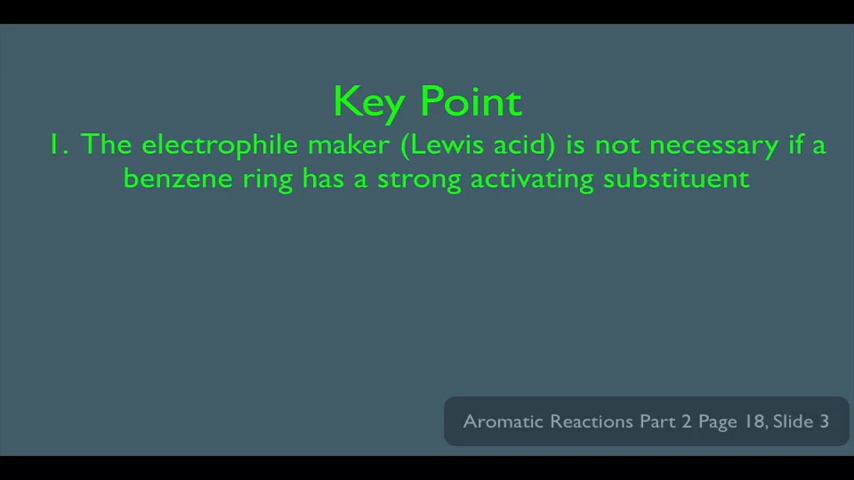 Key Point
1. The electrophile maker (Lewis acid) is not necessary if a
benzene ring has a strong activating substituent
Aromatic Reactions Part 2 Page 18, Slide 3